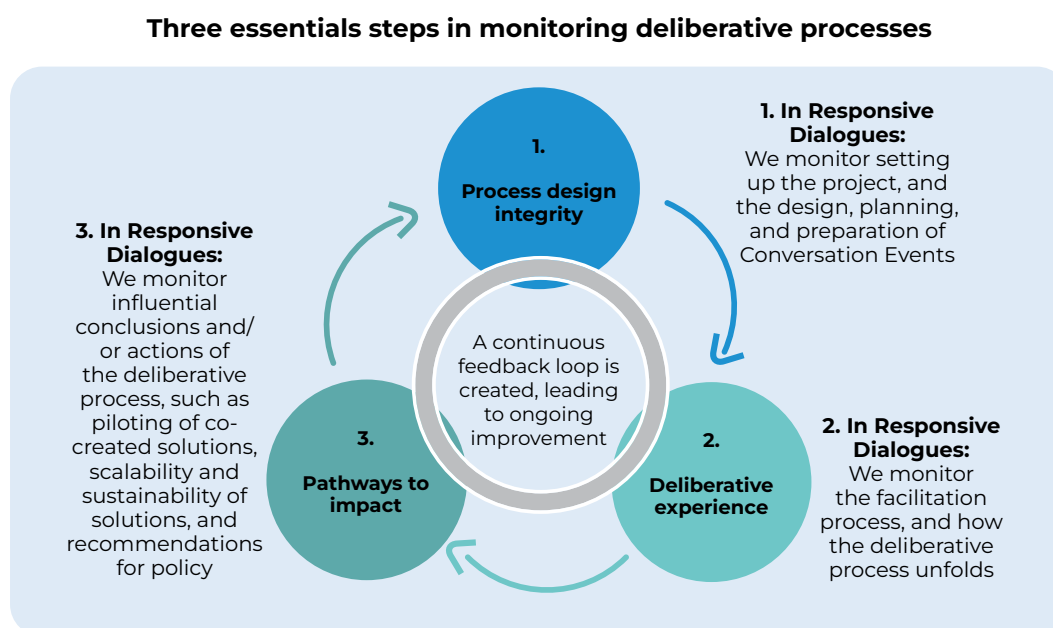 Three essentials steps in monitoring deliberative processes
1.
Process design
integrity
1. In Responsive
Dialogues:
We monitor setting
up the project, and
the design, planning,
and preparation of
Conversation Events
A continuous
feedback loop is
created, leading
to ongoing
improvement
2.
Deliberative
experience
2. In Responsive
Dialogues:
We monitor
the facilitation
process, and how
the deliberative
process unfolds
3.
Pathways to
impact
3. In Responsive
Dialogues:
We monitor
influential
conclusions and/
or actions of
the deliberative
process, such as
piloting of co-
created solutions,
scalability and
sustainability of
solutions, and
recommendations
for policy